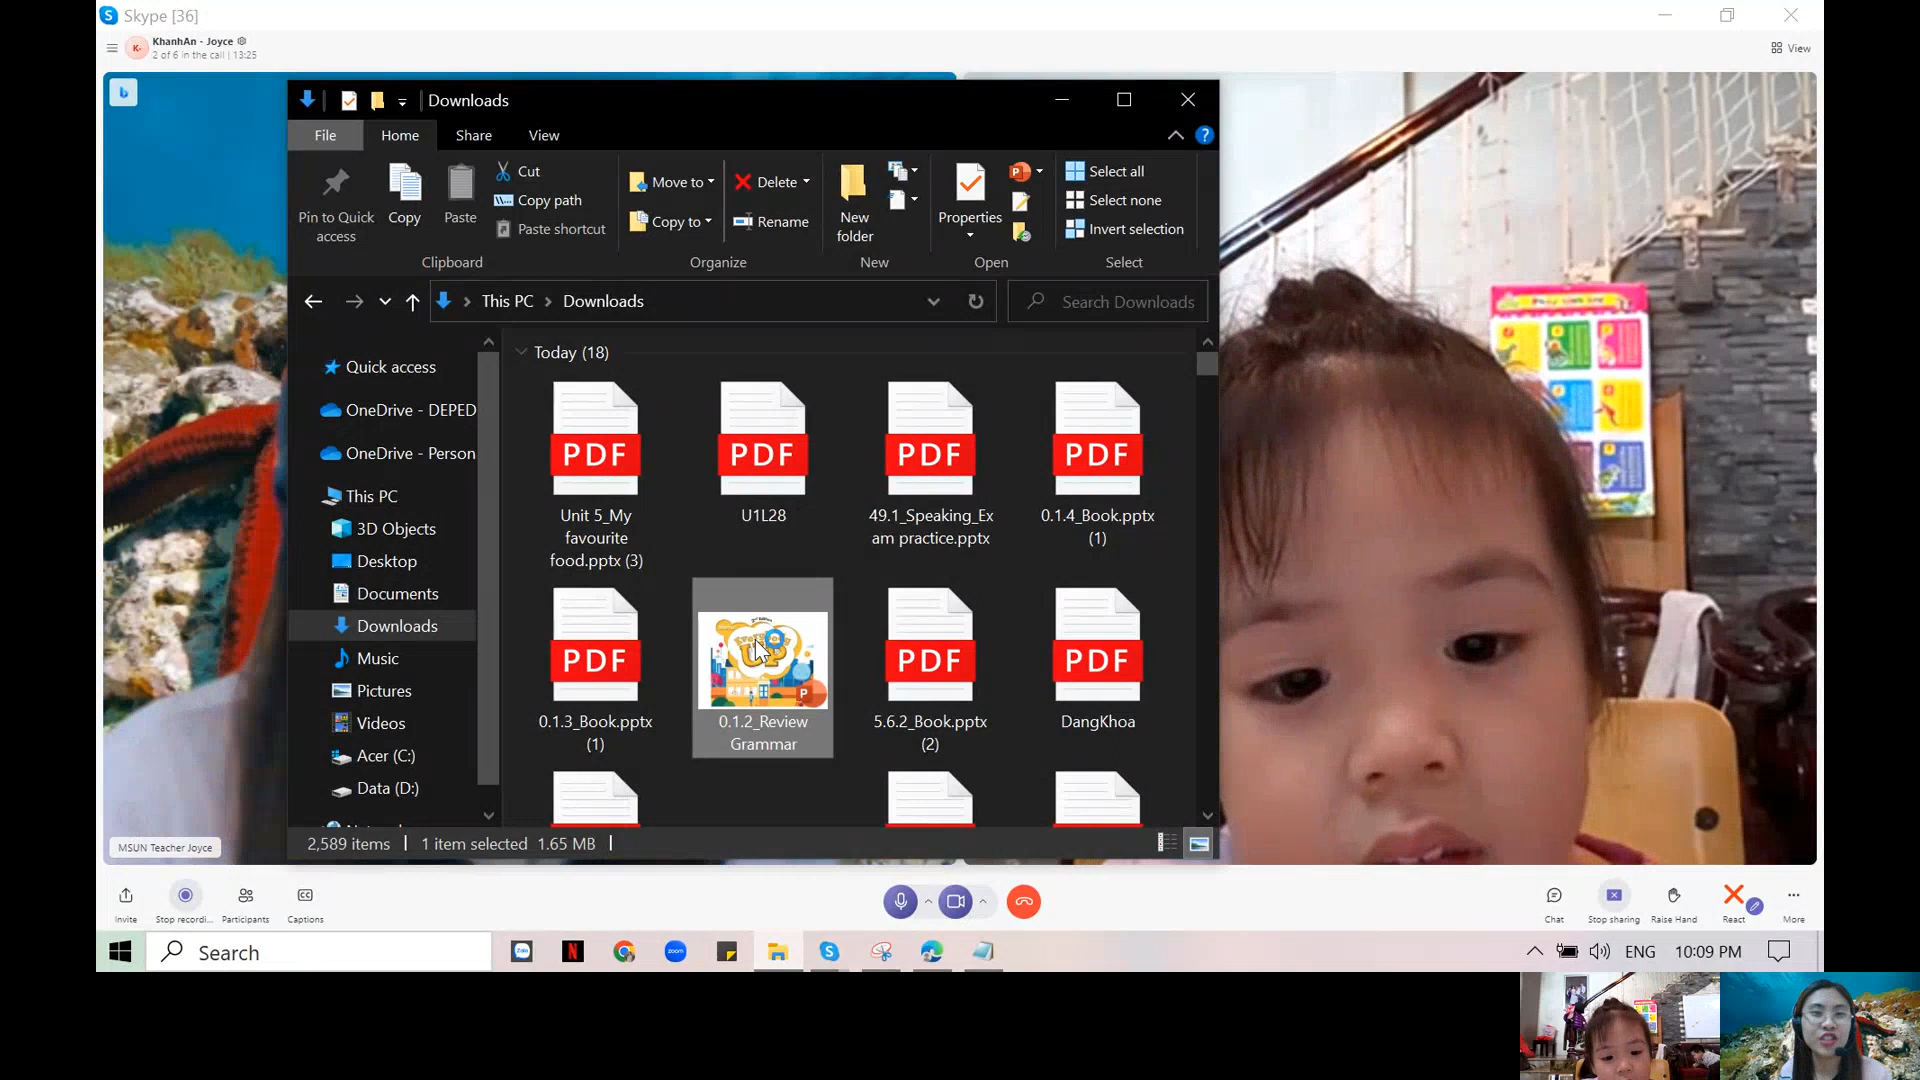 Skype [36]
KhanhAn - Joyce
2 of 6 in the call | 13:25
View
Downloads
File
Home
Share
View
Pin to Quick access
Copy
Paste
Cut
Copy path
Paste shortcut
Move to
Copy to
Delete
Rename
New folder
Properties
Select all
Select none
Invert selection
Clipboard
Organize
New
Open
Select
This PC
Downloads
Search Downloads
Quick access
OneDrive - DEPED
OneDrive - Person
This PC
3D Objects
Desktop
Documents
Downloads
Music
Pictures
Videos
Acer (C:)
Data (D:)
Today (18)
PDF
PDF
PDF
PDF
Unit 5_My
favourite
food.pptx (3)
U1L28
49.1_Speaking_Ex
am practice.pptx
0.1.4_Book.pptx
(1)
PDF
UP
P
PDF
PDF
0.1.3_Book.pptx
(1)
0.1.2_Review
Grammar
5.6.2_Book.pptx
(2)
DangKhoa
2,589 items
1 item selected 1.65 MB
MSUN Teacher Joyce
Invite
Stop recordi...
Participants
Captions
Chat
Stop sharing
Raise Hand
React
More
Search
Zalo
N
zoom
ENG
10:09 PM